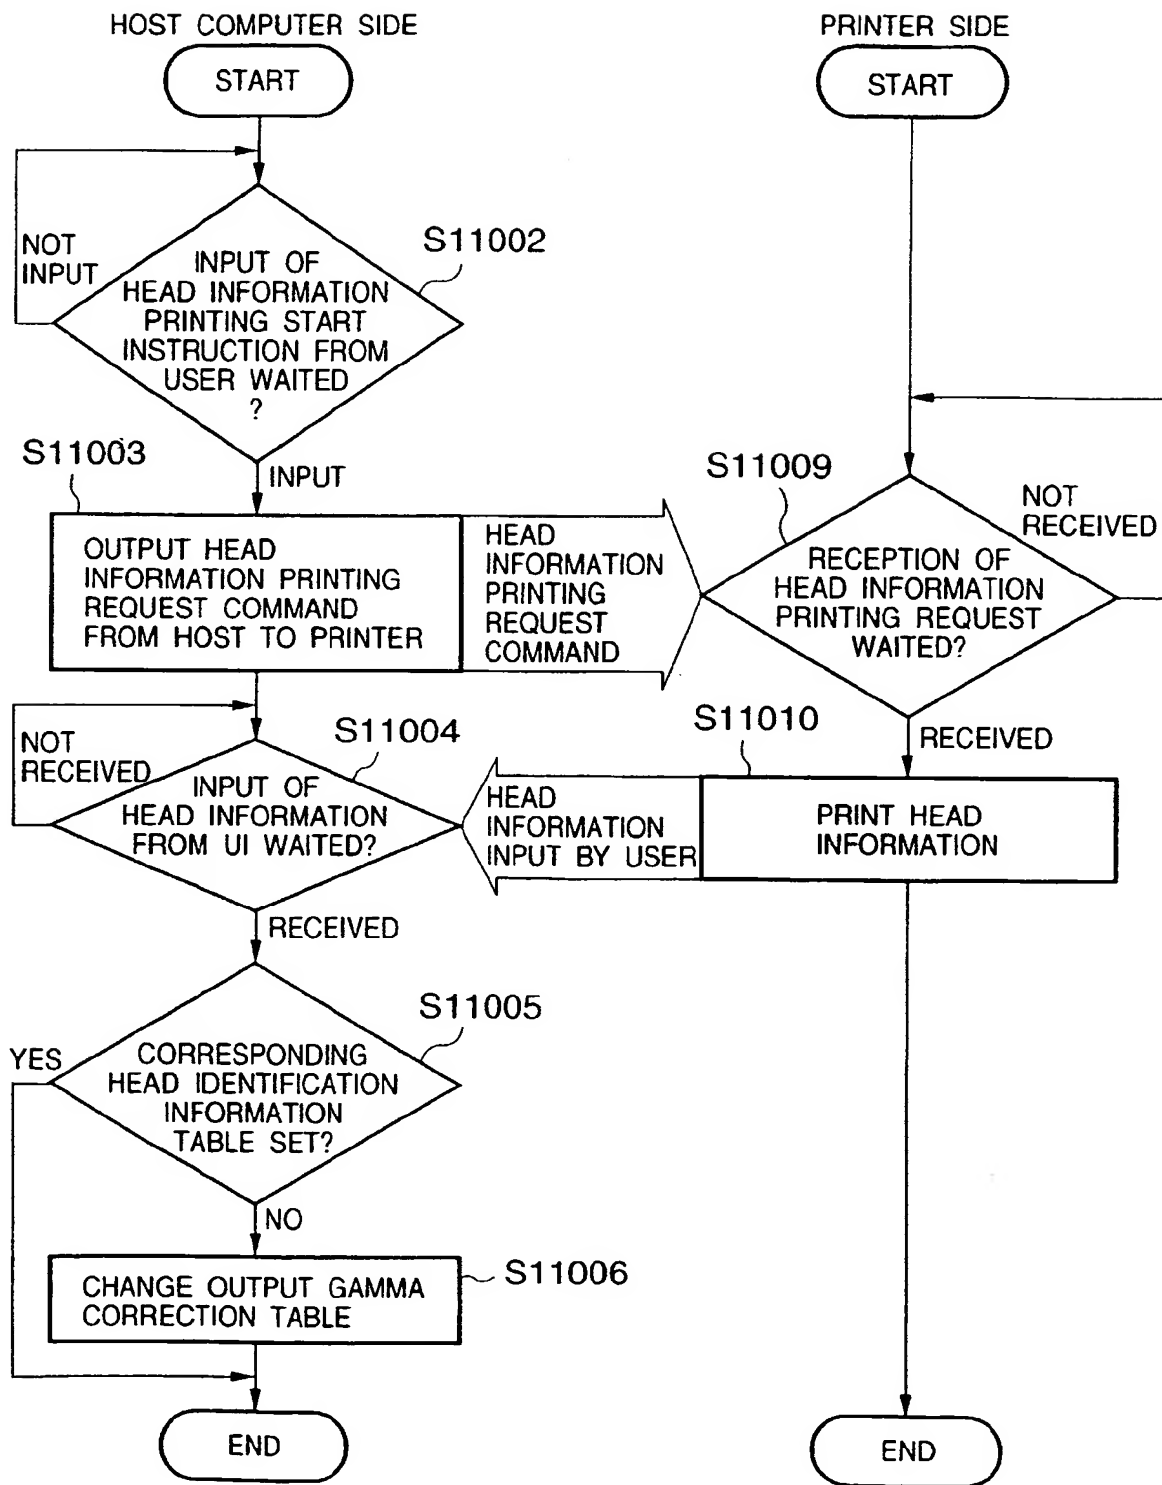 HOST COMPUTER SIDE
START
NOT
INPUT
S11002
INPUT OF
HEAD INFORMATION
PRINTING START
INSTRUCTION FROM
USER WAITED
?
S11003
INPUT
OUTPUT HEAD
INFORMATION PRINTING
REQUEST COMMAND
FROM HOST TO PRINTER
HEAD
INFORMATION
PRINTING
REQUEST
COMMAND
NOT
RECEIVED
S11004
INPUT OF
HEAD INFORMATION
FROM UI WAITED?
HEAD
INFORMATION
INPUT BY USER
RECEIVED
S11005
YES
CORRESPONDING
HEAD IDENTIFICATION
INFORMATION
TABLE SET?
NO
CHANGE OUTPUT GAMMA
CORRECTION TABLE
S11006
END
PRINTER SIDE
START
S11009
NOT
RECEIVED
RECEPTION OF
HEAD INFORMATION
PRINTING REQUEST
WAITED?
S11010
RECEIVED
PRINT HEAD
INFORMATION
END